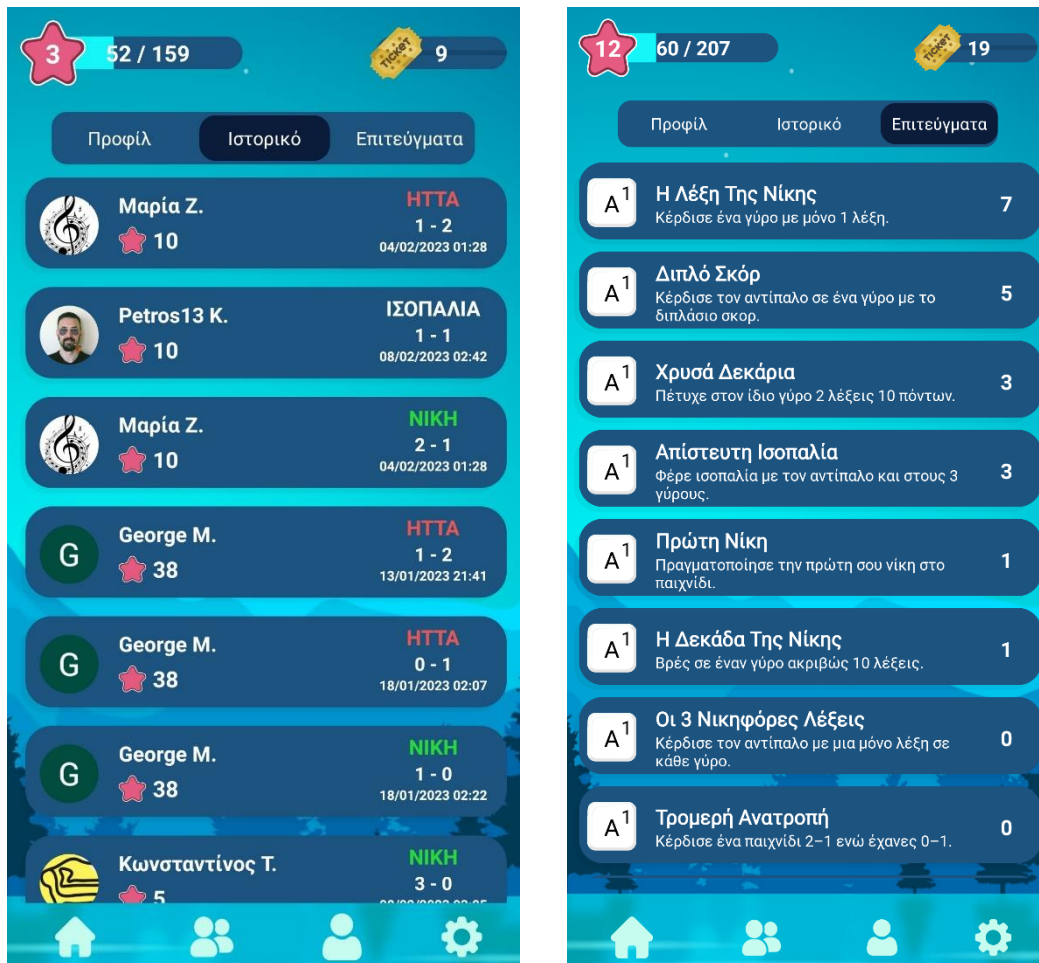 3
52 / 159
TICKET
9
Προφίλ
Ιστορικό
Επιτεύγματα
Μαρία Ζ.
10
ΗΤΤΑ
1 - 2
04/02/2023 01:28
Petros13 K.
10
ΙΣΟΠΑΛΙΑ
1 - 1
08/02/2023 02:42
Μαρία Ζ.
10
ΝΙΚΗ
2 - 1
04/02/2023 01:28
G
George M.
38
ΗΤΤΑ
1 - 2
13/01/2023 21:41
G
George M.
38
ΗΤΤΑ
0 - 1
18/01/2023 02:07
G
George M.
38
ΝΙΚΗ
1 - 0
18/01/2023 02:22
Κωνσταντίνος Τ.
5
ΝΙΚΗ
3 - 0
12
60 / 207
TICKET
19
Προφίλ
Ιστορικό
Επιτεύγματα
A1
Η Λέξη Της Νίκης
Κέρδισε ένα γύρο με μόνο 1 λέξη.
7
A1
Διπλό Σκόρ
Κέρδισε τον αντίπαλο σε ένα γύρο με το
διπλάσιο σκορ.
5
A1
Χρυσά Δεκάρια
Πέτυχε στον ίδιο γύρο 2 λέξεις 10 πόντων.
3
A1
Απίστευτη Ισοπαλία
Φέρε ισοπαλία με τον αντίπαλο και στους 3
γύρους.
3
A1
Πρώτη Νίκη
Πραγματοποίησε την πρώτη σου νίκη στο
παιχνίδι.
1
A1
Η Δεκάδα Της Νίκης
Βρές σε έναν γύρο ακριβώς 10 λέξεις.
1
A1
Οι 3 Νικηφόρες Λέξεις
Κέρδισε τον αντίπαλο με μια μόνο λέξη σε
κάθε γύρο.
0
A1
Τρομερή Ανατροπή
Κέρδισε ένα παιχνίδι 2–1 ενώ έχανες 0–1.
0